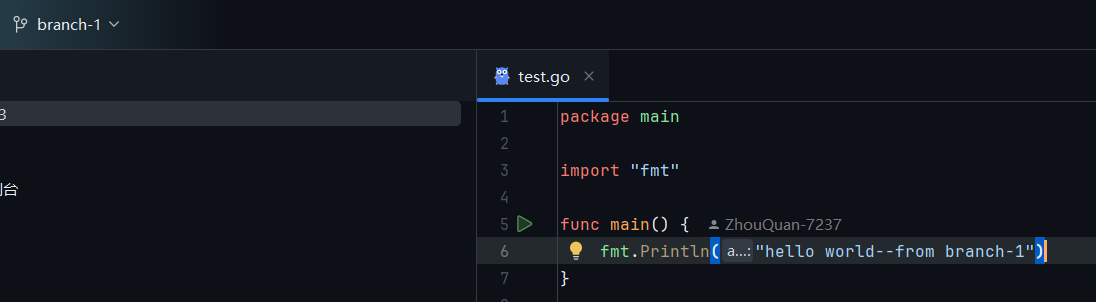 branch-1
test.go
3
台
1 package main
2
3 import "fmt"
4
5 func main() { ZhouQuan-7237
6 fmt.Println(a...:"hello world--from branch-1")
7 }